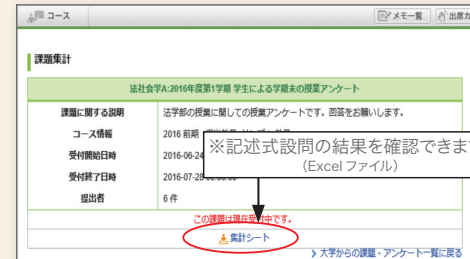 コース
メモ一覧
出席カ
課題集計
法社会学A:2016年度第1学期 学生による学期末の授業アンケート
課題に関する説明 法学部の授業に関しての授業アンケートです。回答をお願いします。
コース情報 2016 前期
※記述式設問の結果を確認できま
(Excel ファイル)
受付開始日時 2016-06-24
受付終了日時 2016-07-28
提出者 6 件
この課題は現在受付中です。
集計シート
大学からの課題・アンケート一覧に戻る